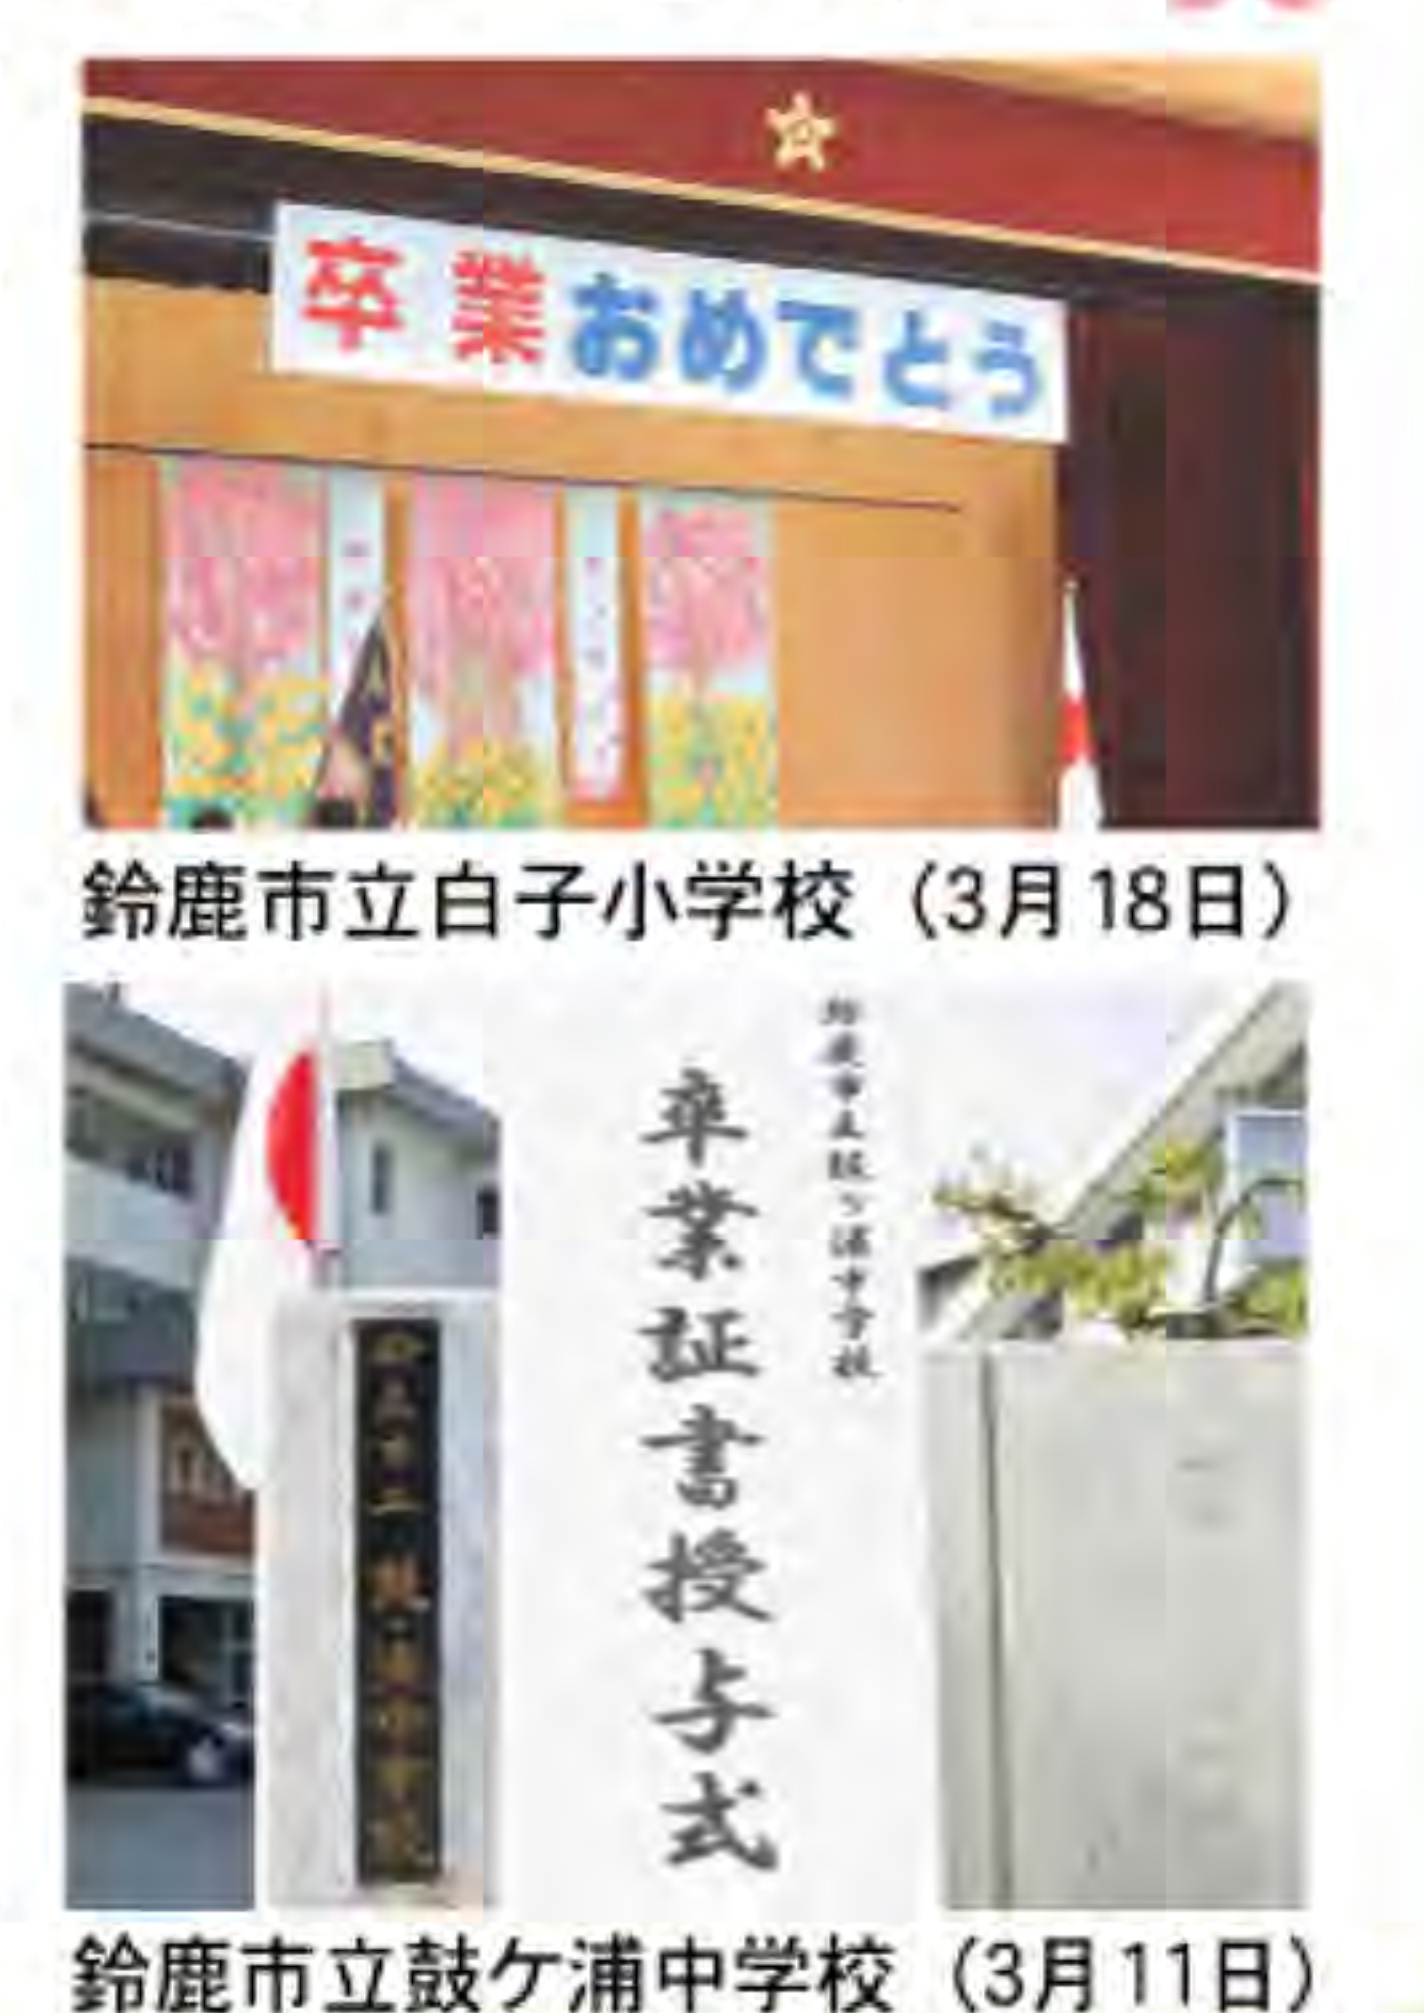 卒業おめでとう
鈴鹿市立白子小学校（3月18日）
鈴鹿市立鼓ヶ浦中学校
卒業証書授与式
鈴鹿市立鼓ケ浦中学校（3月11日）